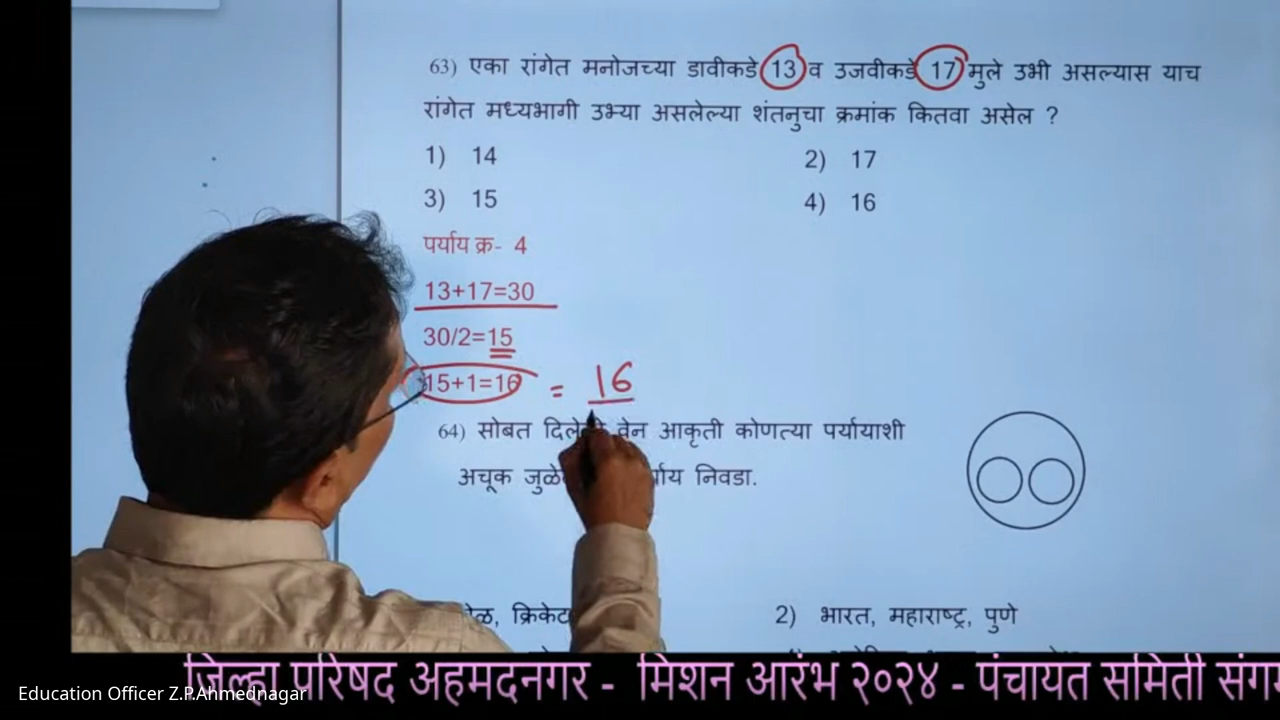 63) एका रांगेत मनोजच्या डावीकडे 13 व उजवीकडे 17 मुले उभी असल्यास याच
रांगेत मध्यभागी उभ्या असलेल्या शंतनुचा क्रमांक कितवा असेल ?
1) 14
2) 17
3) 15
4) 16
पर्याय क्र- 4
13+17=30
30/2=15
15+1=16 = 16
64) सोबत वेन आकृती कोणत्या पर्यायाशी
अचूक निवडा.
क्रिकेट
2) भारत, महाराष्ट्र, पुणे
जिल्हा परिषद अहमदनगर - मिशन आरंभ २०२४ - पंचायत समिती
Education Officer Z.P.Ahmednagar